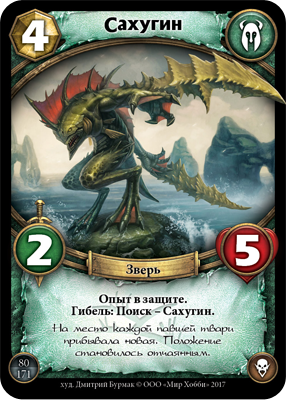 4
Сахугин
2
Зверь
5
Опыт в защите.
Гибель: Поиск – Сахугин.
На место каждой павшей твари
прибывала новая. Положение
становилось отчаянным.
80
171
худ. Дмитрий Бурмак © ООО «Мир Хобби» 2017